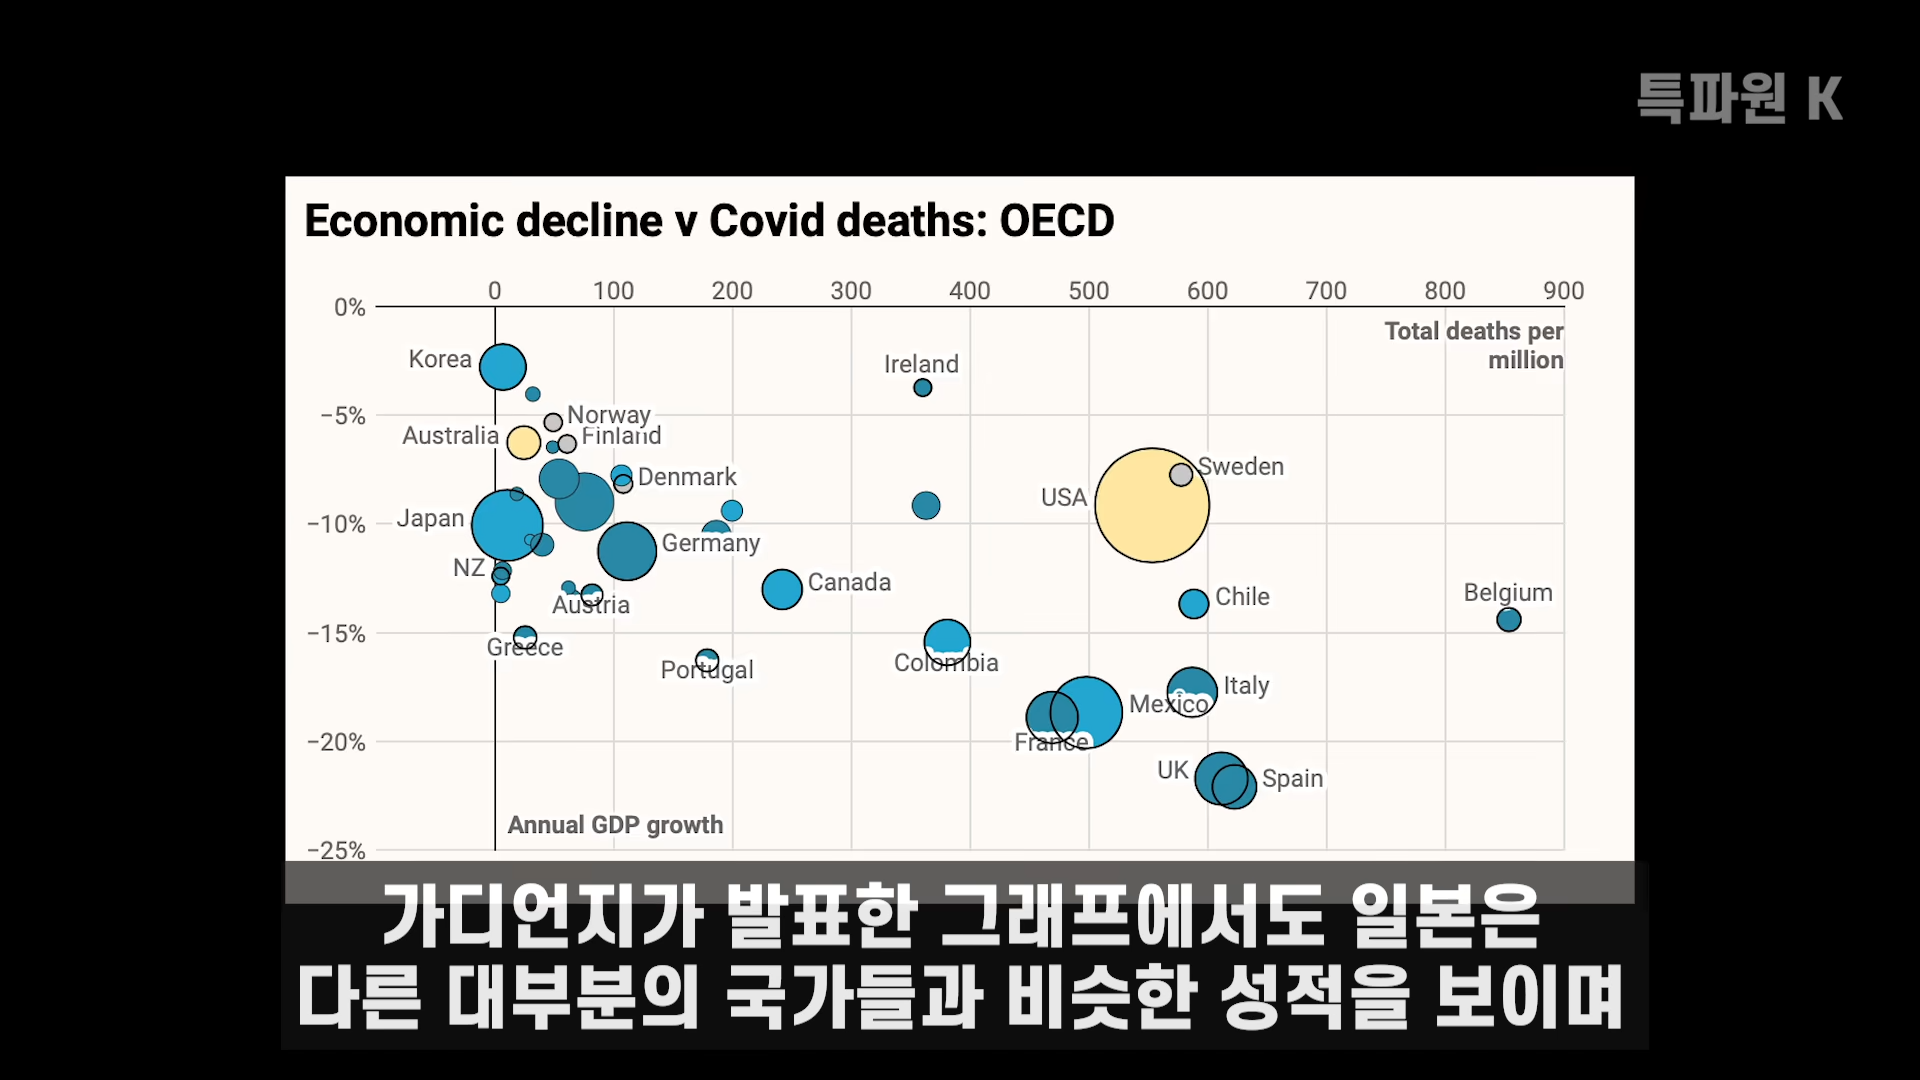 특파원 K
Economic decline v Covid deaths: OECD
0 100 200 300 400 500 600 700 800 900
0%
Total deaths per
million
Korea
Ireland
−5%
Norway
Australia
Finland
Sweden
Denmark
USA
Japan
−10%
Germany
NZ
Canada
Belgium
Chile
Austria
−15%
Greece
Colombia
Portugal
Italy
Mexico
−20%
France
UK
Spain
Annual GDP growth
−25%
가디언지가 발표한 그래프에서도 일본은
다른 대부분의 국가들과 비슷한 성적을 보이며